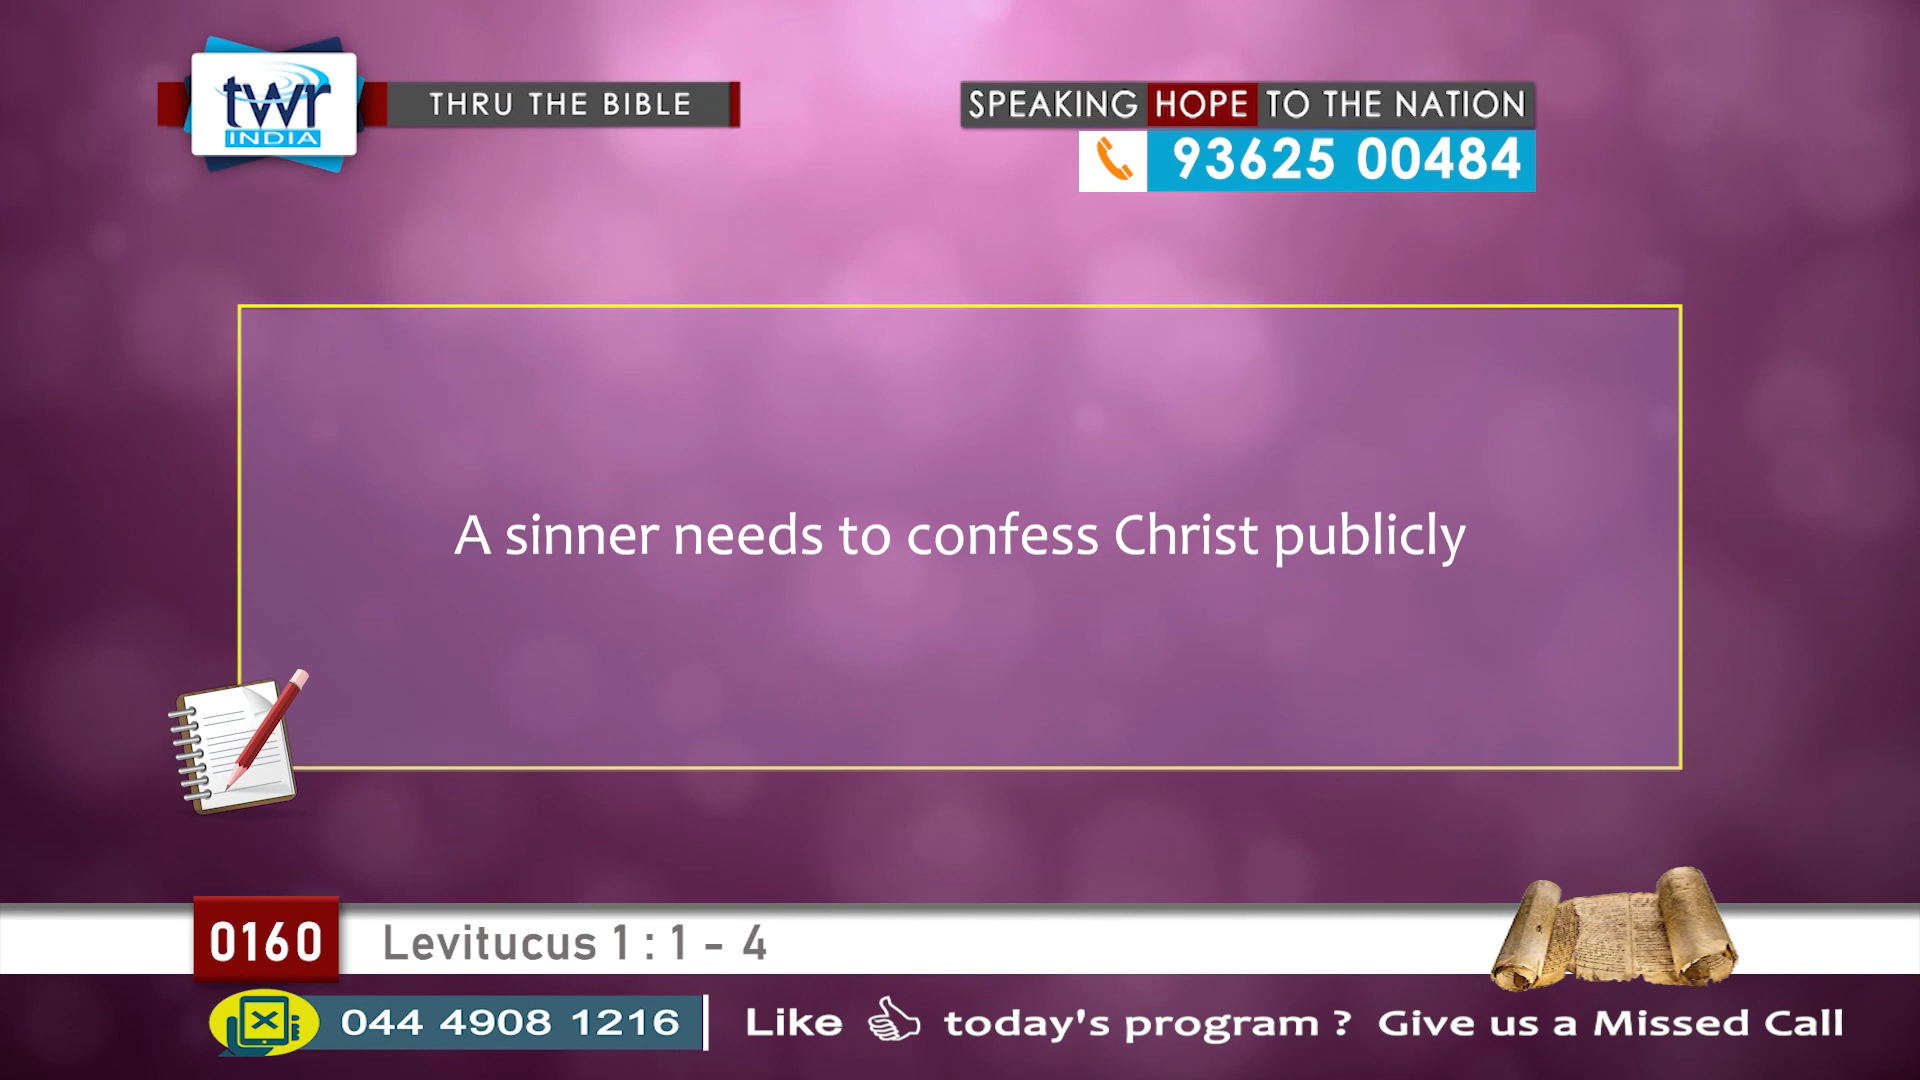 twr
INDIA
THRU THE BIBLE
SPEAKING HOPE TO THE NATION
93625 00484
A sinner needs to confess Christ publicly
0160
Levitucus 1 : 1 - 4
044 4908 1216
Like today's program ? Give us a Missed Call